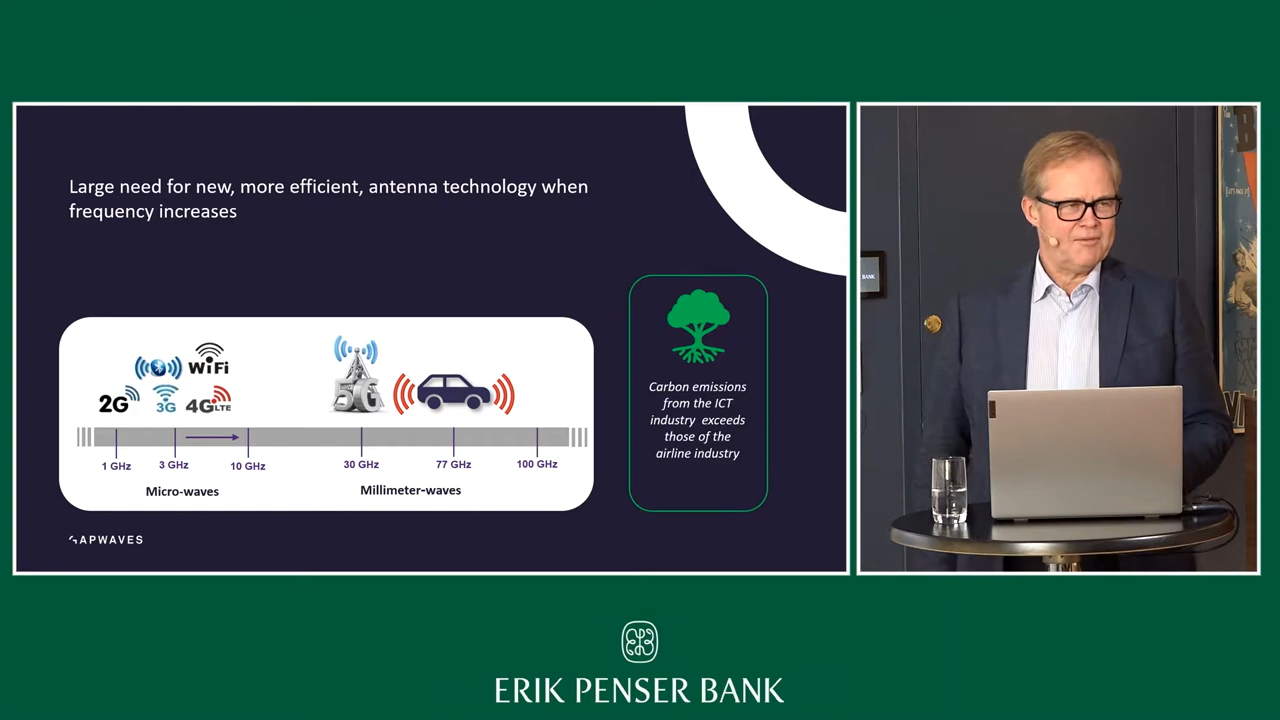 Large need for new, more efficient, antenna technology when
frequency increases
WiFi
2G
3G
4G LTE
5G
1 GHz
3 GHz
10 GHz
30 GHz
77 GHz
100 GHz
Micro-waves
Millimeter-waves
Carbon emissions
from the ICT
industry exceeds
those of the
airline industry
GAPWAVES
BANK
B
ERIK PENSER BANK